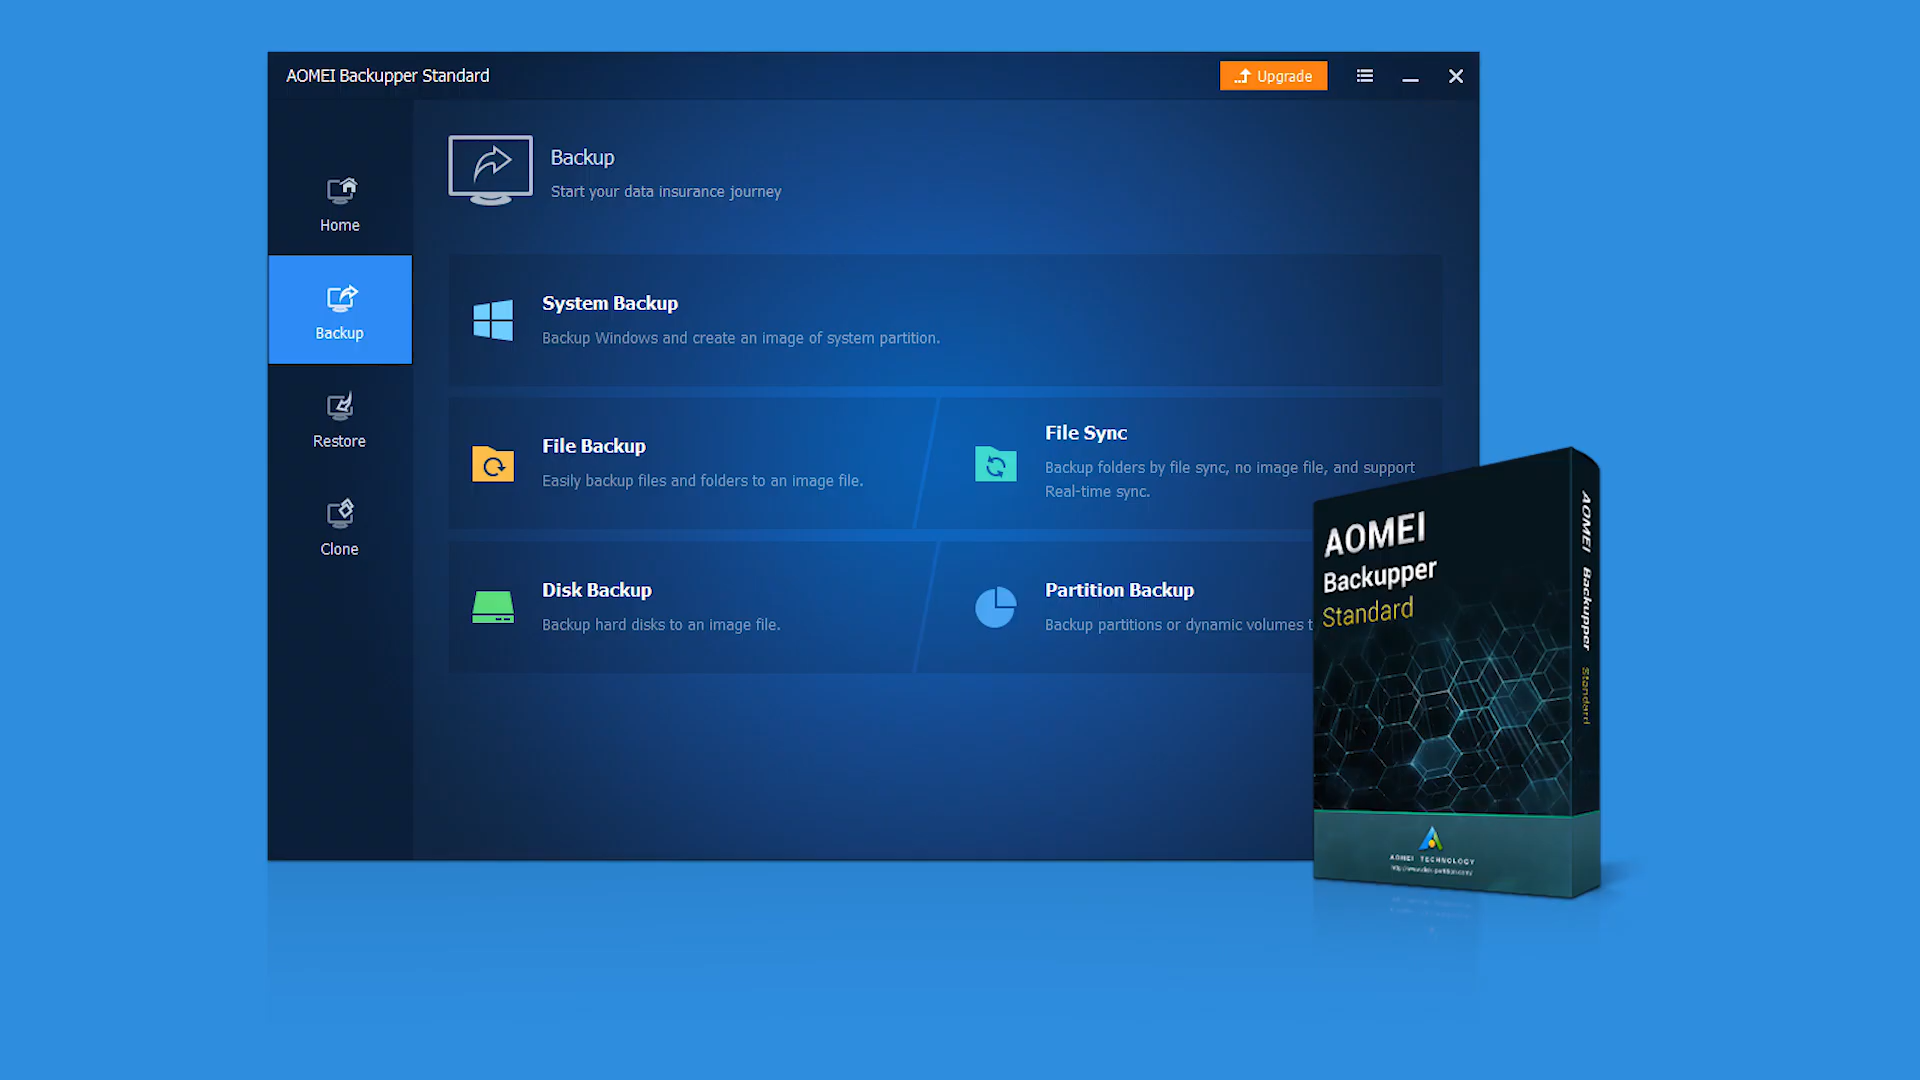 AOMEI Backupper Standard
Upgrade
Home
Backup
Restore
Clone
Backup
Start your data insurance journey
System Backup
Backup Windows and create an image of system partition.
File Backup
Easily backup files and folders to an image file.
File Sync
Backup folders by file sync, no image file, and support
Real-time sync.
Disk Backup
Backup hard disks to an image file.
Partition Backup
Backup partitions or dynamic volumes t
AOMEI
Backupper
Standard
AOMEI Backupper Standard
AOMEI TECHNOLOGY